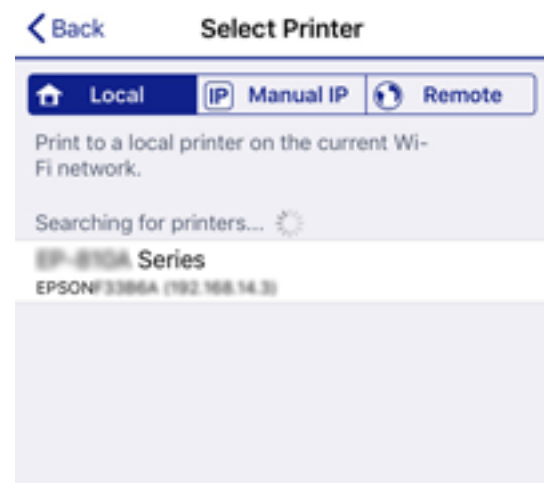 Back
Select Printer
Local
IP Manual IP
Remote
Print to a local printer on the current Wi-
Fi network.
Searching for printers...
Series
EPSON